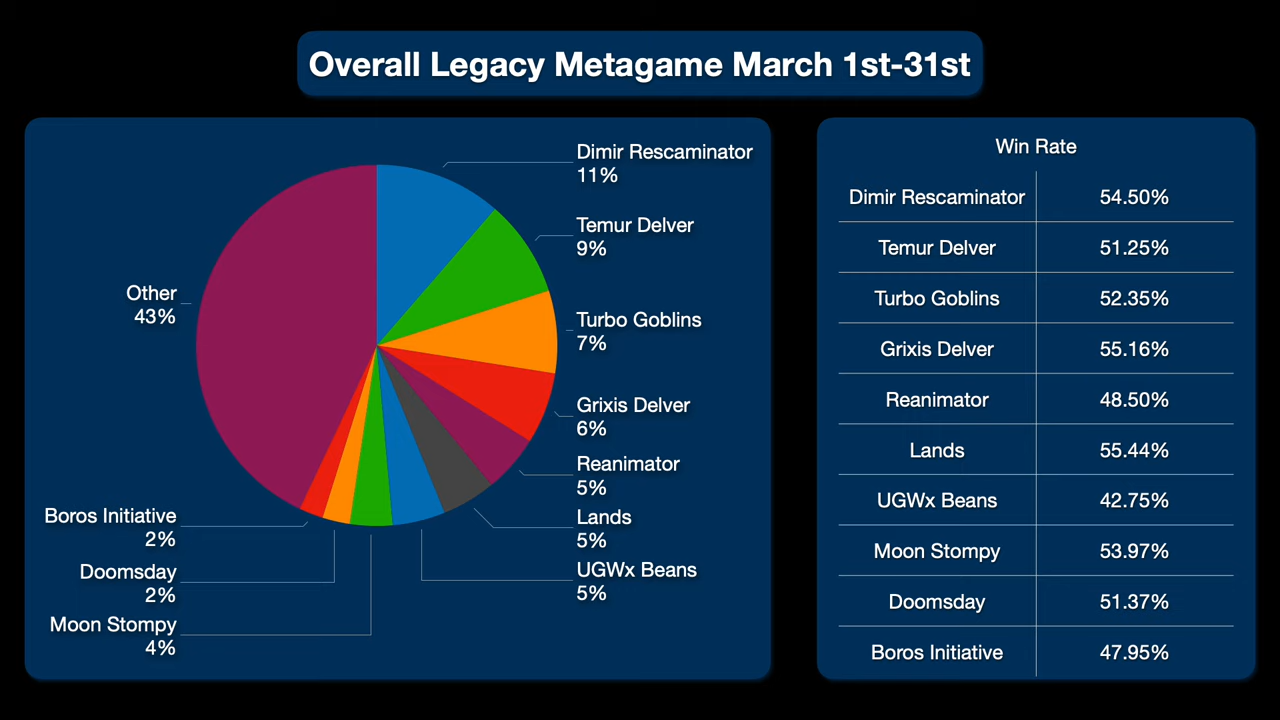 Overall Legacy Metagame March 1st-31st
Dimir Rescaminator
11%
Temur Delver
9%
Turbo Goblins
7%
Grixis Delver
6%
Reanimator
5%
Lands
5%
UGWx Beans
5%
Other
43%
Boros Initiative
2%
Doomsday
2%
Moon Stompy
4%
Win Rate
Dimir Rescaminator 54.50%
Temur Delver 51.25%
Turbo Goblins 52.35%
Grixis Delver 55.16%
Reanimator 48.50%
Lands 55.44%
UGWx Beans 42.75%
Moon Stompy 53.97%
Doomsday 51.37%
Boros Initiative 47.95%